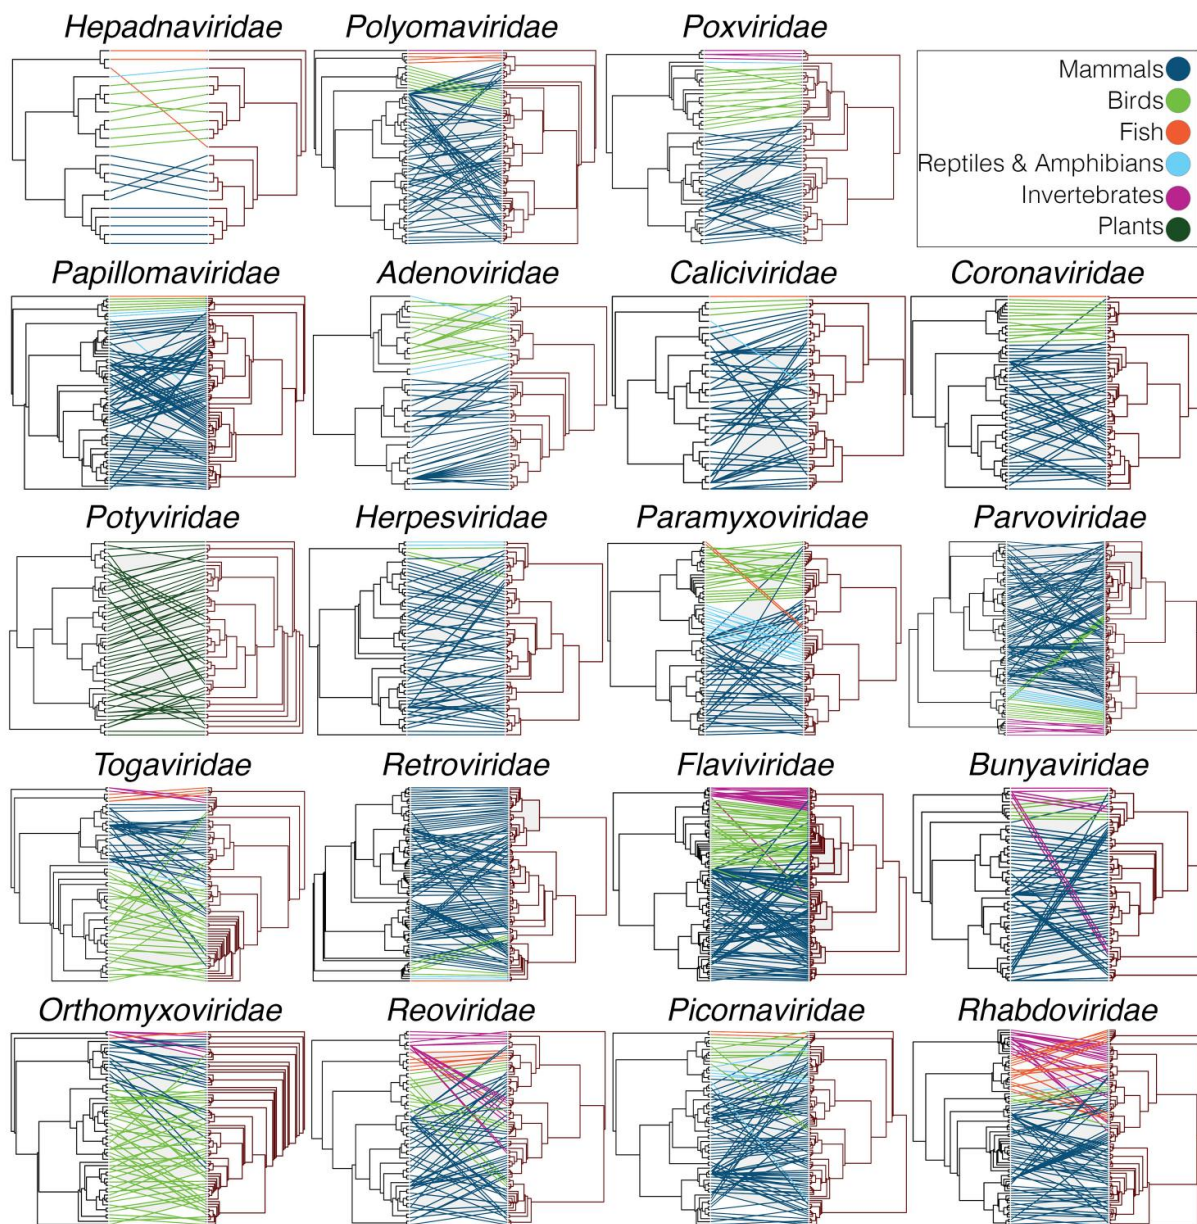 Hepadnaviridae
Polyomaviridae
Poxviridae
Mammals
Birds
Fish
Reptiles & Amphibians
Invertebrates
Plants
Papillomaviridae
Adenoviridae
Caliciviridae
Coronaviridae
Potyviridae
Herpesviridae
Paramyxoviridae
Parvoviridae
Togaviridae
Retroviridae
Flaviviridae
Bunyaviridae
Orthomyxoviridae
Reoviridae
Picornaviridae
Rhabdoviridae